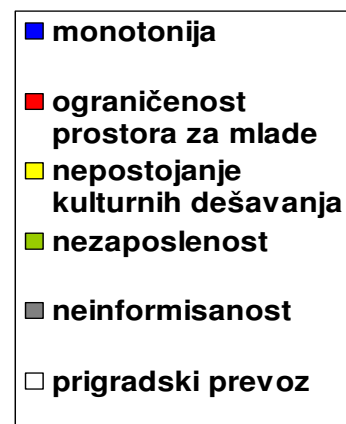 monotonija
ograničenost
prostora za mlade
nepostojanje
kulturnih dešavanja
nezaposlenost
neinformisanost
prigradski prevoz